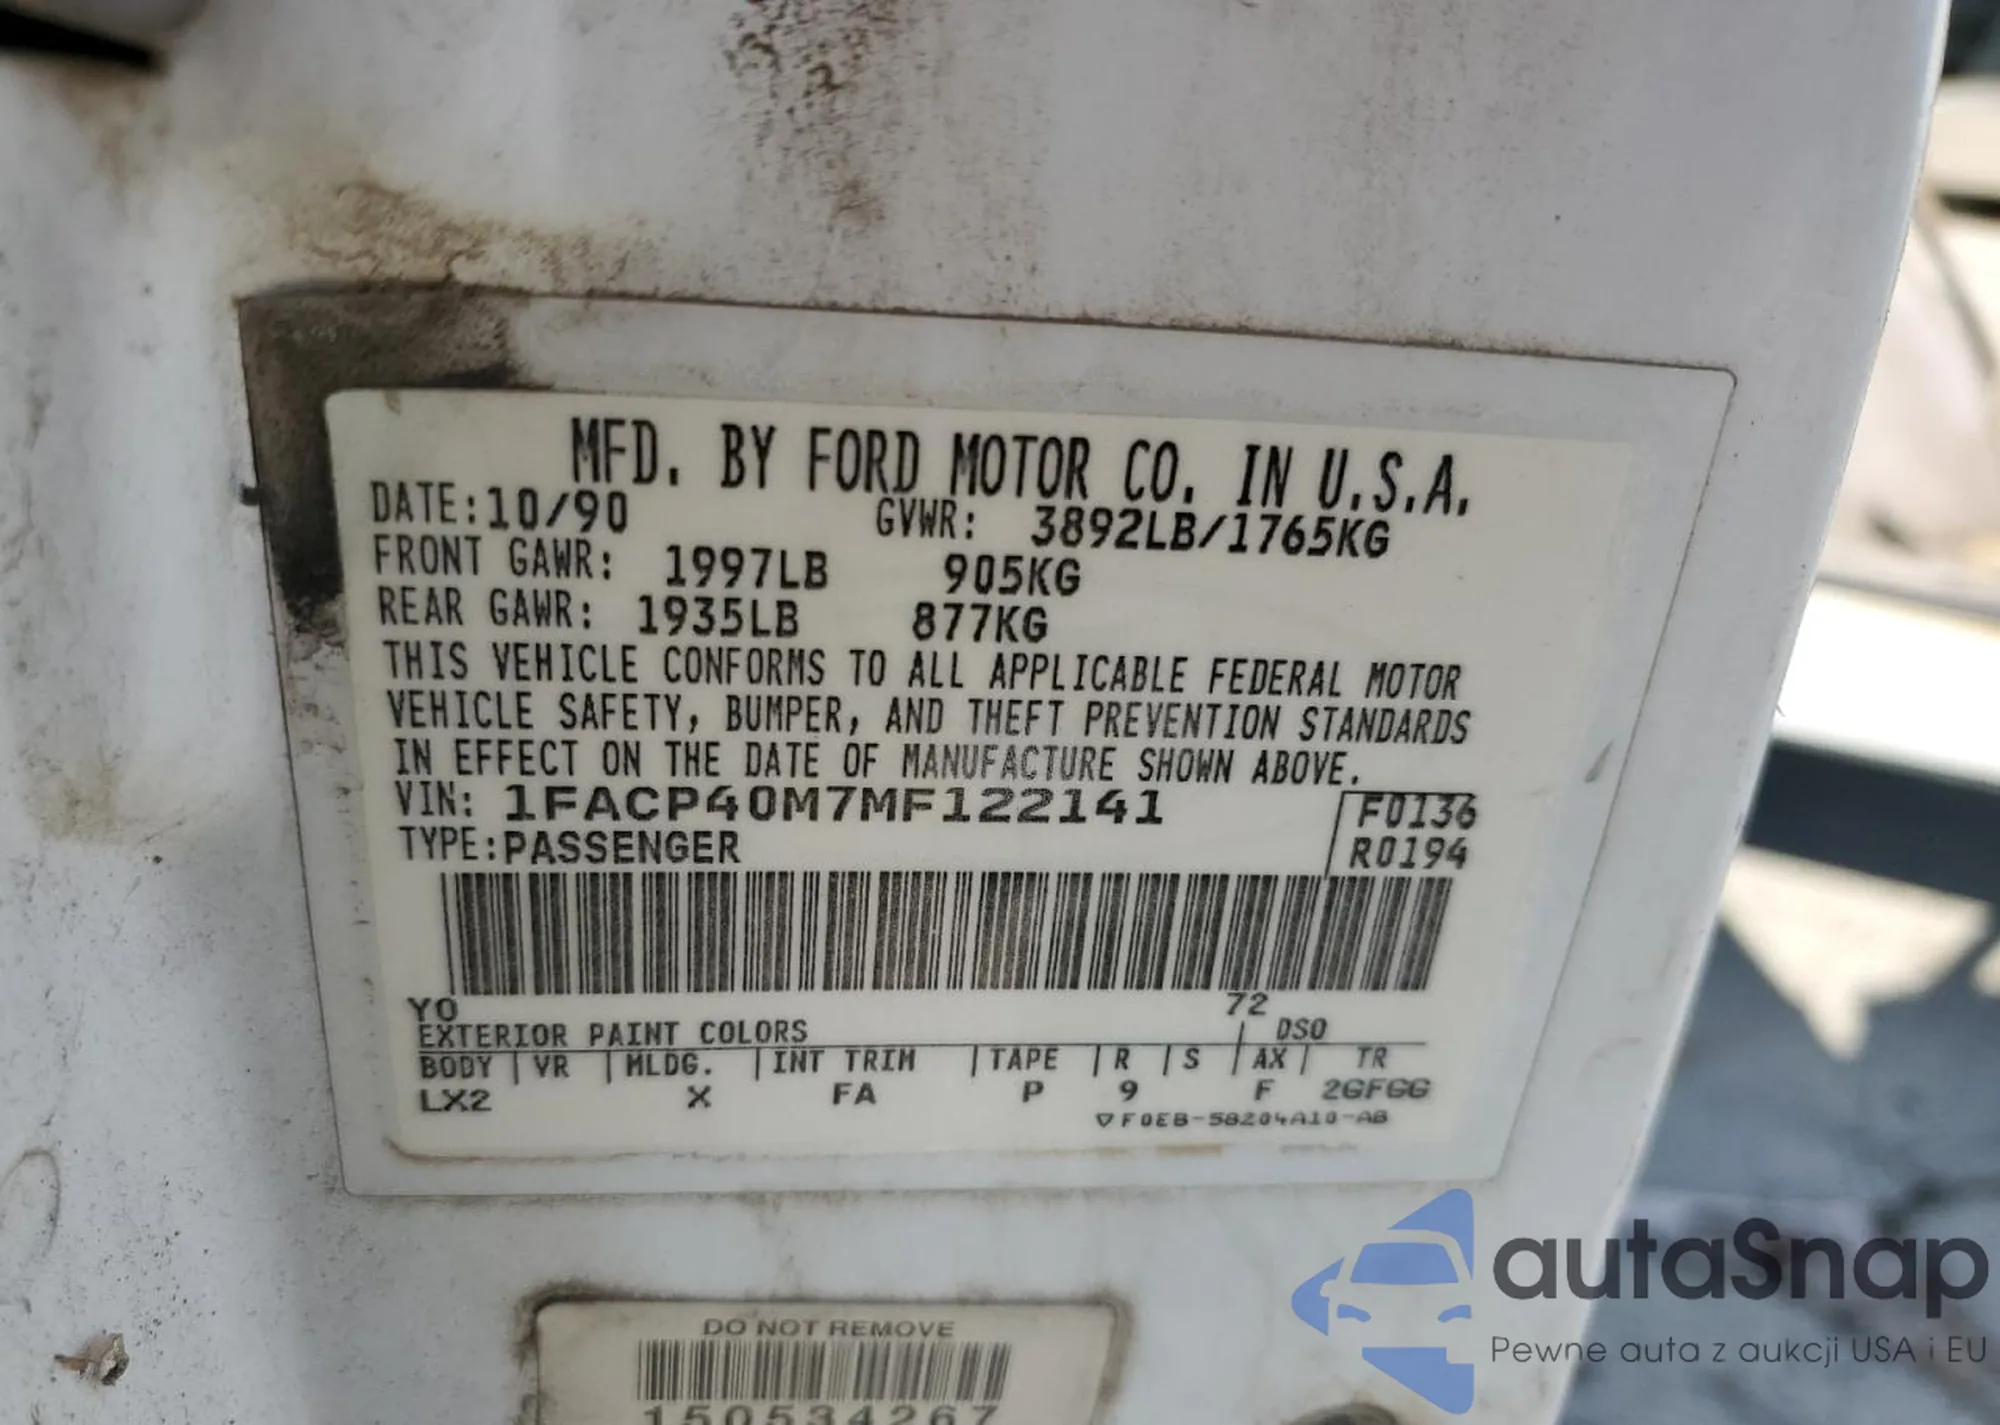 MFD. BY FORD MOTOR CO. IN U.S.A.
DATE: 10/90 GVWR: 3892LB/1765KG
FRONT GAWR: 1997LB 905KG
REAR GAWR: 1935LB 877KG
THIS VEHICLE CONFORMS TO ALL APPLICABLE FEDERAL MOTOR
VEHICLE SAFETY, BUMPER, AND THEFT PREVENTION STANDARDS
IN EFFECT ON THE DATE OF MANUFACTURE SHOWN ABOVE.
VIN: 1FACP40M7MF122141 F0136
TYPE: PASSENGER R0194
YO 72
EXTERIOR PAINT COLORS DSO
BODY VR MLDG. INT TRIM TAPE R S AX TR
LX2 X FA P 9 F 2GFGG
▽F0EB-58204A10-AB
DO NOT REMOVE
150534267
autaSnap
Pewne auta z aukcji USA i EU